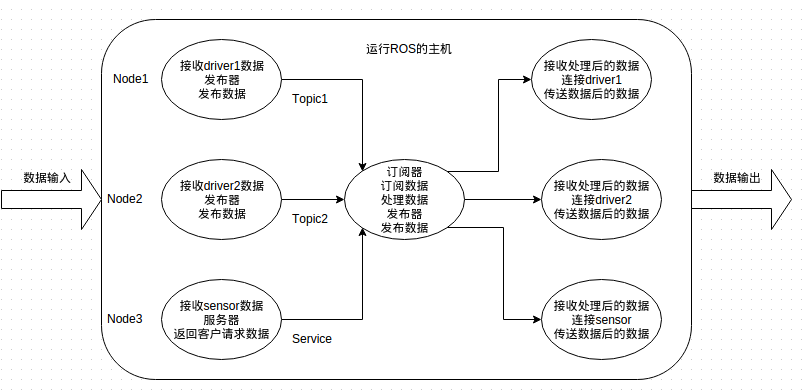 运行ROS的主机
Node1
接收driver1数据
发布器
发布数据
Topic1
接收处理后的数据
连接driver1
传送数据后的数据
数据输入
Node2
接收driver2数据
发布器
发布数据
Topic2
订阅器
订阅数据
处理数据
发布器
发布数据
接收处理后的数据
连接driver2
传送数据后的数据
数据输出
Node3
接收sensor数据
服务器
返回客户请求数据
Service
接收处理后的数据
连接sensor
传送数据后的数据